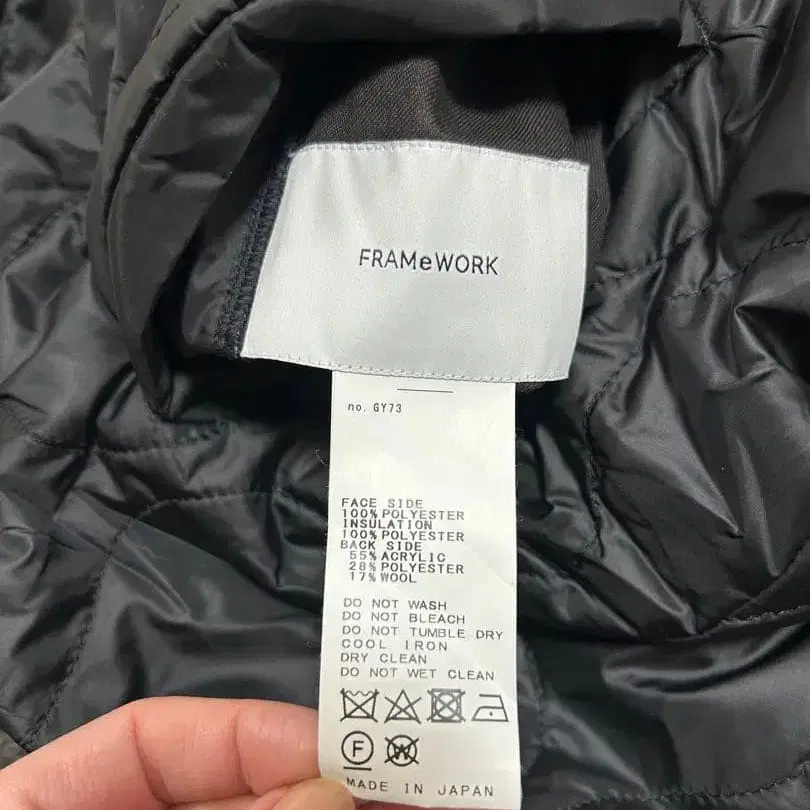 FRAMeWORK
no. GY73
FACE SIDE
100% POLYESTER
INSULATION
100% POLYESTER
BACK SIDE
55% ACRYLIC
28% POLYESTER
17% WOOL
DO NOT WASH
DO NOT BLEACH
DO NOT TUMBLE DRY
COOL IRON
DRY CLEAN
DO NOT WET CLEAN
F W
MADE IN JAPAN